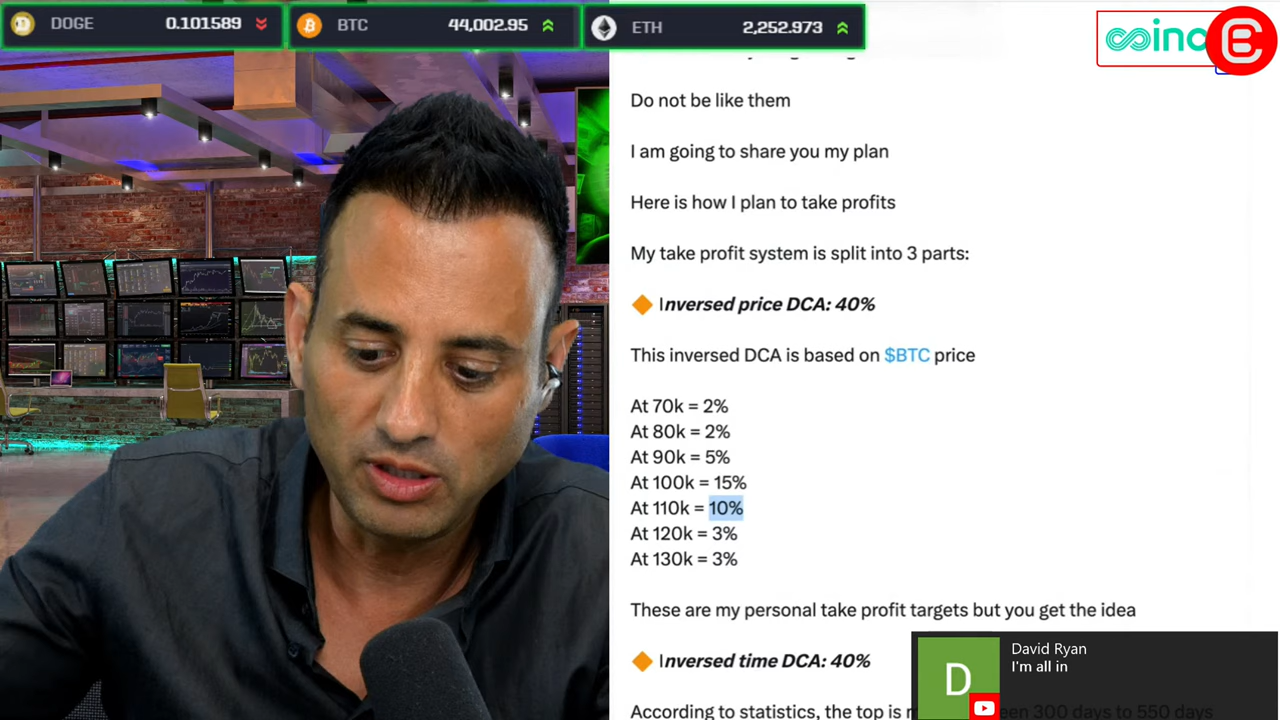 DOGE 0.101589 BTC 44,002.95 ETH 2,252.973
Do not be like them
I am going to share you my plan
Here is how I plan to take profits
My take profit system is split into 3 parts:
Inversed price DCA: 40%
This inversed DCA is based on $BTC price
At 70k = 2%
At 80k = 2%
At 90k = 5%
At 100k = 15%
At 110k = 10%
At 120k = 3%
At 130k = 3%
These are my personal take profit targets but you get the idea
Inversed time DCA: 40%
According to statistics, the top is 300 days to 550 days
D
David Ryan
I'm all in